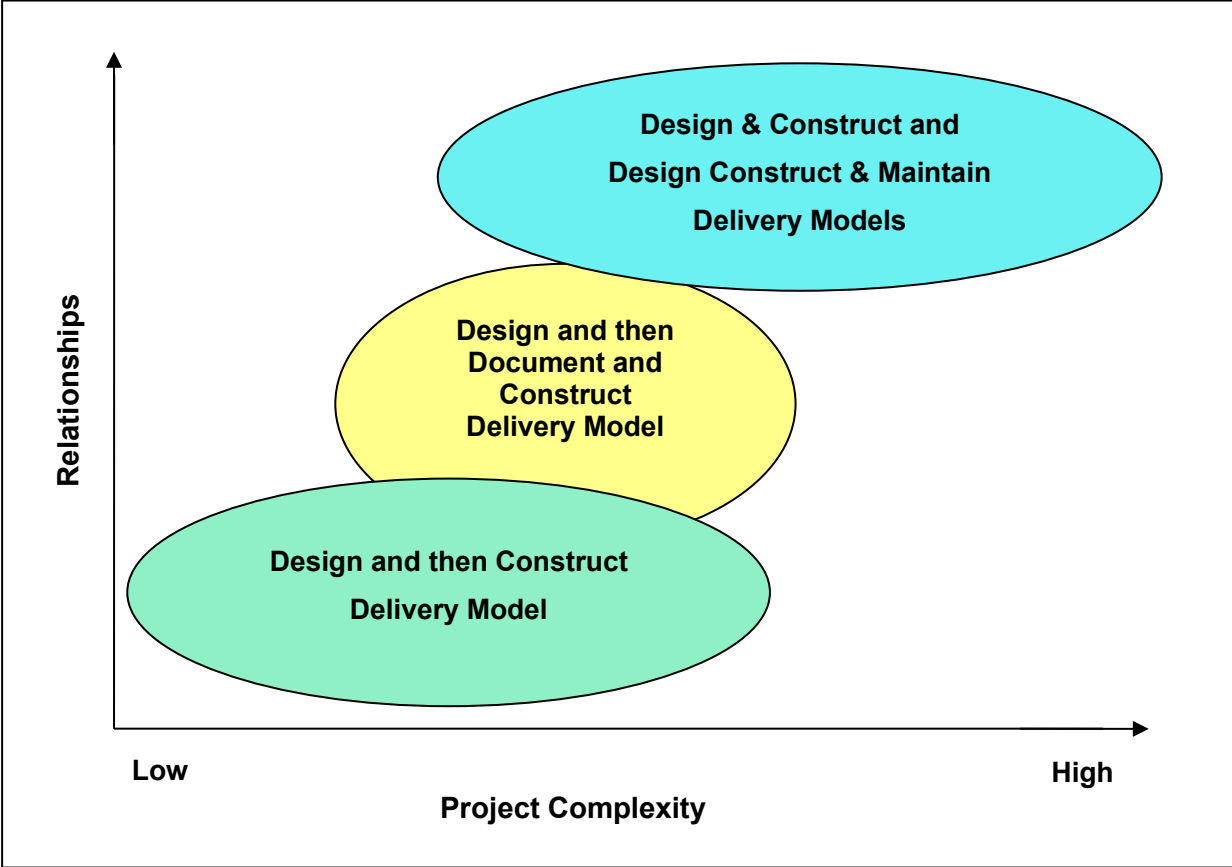 Design & Construct and
Design Construct & Maintain
Delivery Models
Design and then
Document and
Construct
Delivery Model
Relationships
Design and then Construct
Delivery Model
Low
High
Project Complexity